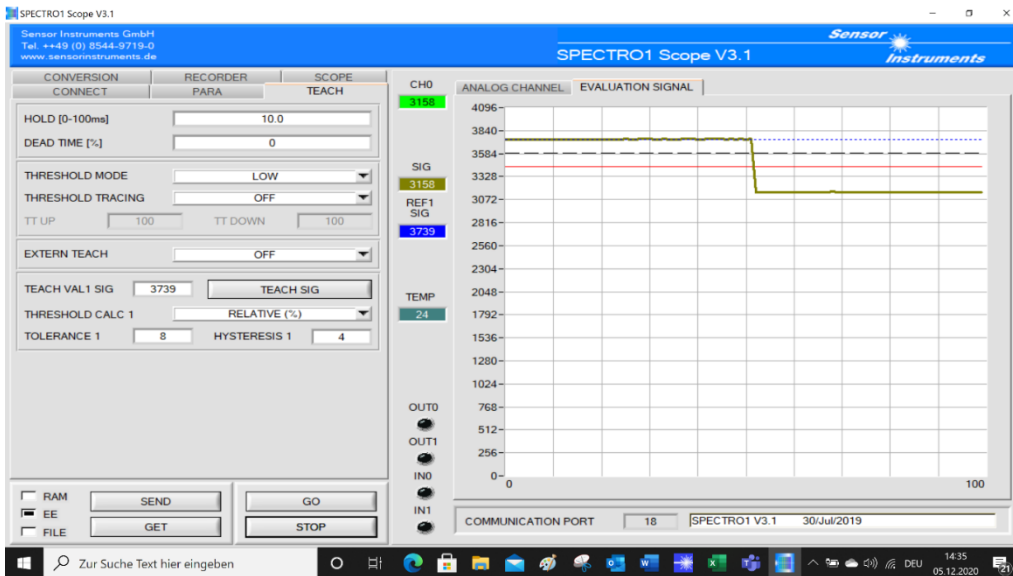 SPECTRO1 Scope V3.1
Sensor Instruments GmbH
Tel. ++49 (0) 8544-9719-0
www.sensorinstruments.de
SPECTRO1 Scope V3.1
Sensor
Instruments
CONVERSION RECORDER SCOPE
CONNECT PARA TEACH
HOLD [0-100ms] 10.0
DEAD TIME [%] 0
THRESHOLD MODE LOW
THRESHOLD TRACING OFF
TT UP 100 TT DOWN 100
EXTERN TEACH OFF
TEACH VAL1 SIG 3739 TEACH SIG
THRESHOLD CALC 1 RELATIVE (%)
TOLERANCE 1 8 HYSTERESIS 1 4
RAM
EE
FILE
SEND
GET
GO
STOP
CH0
3158
SIG
3158
REF1
SIG
3739
TEMP
24
OUT0
OUT1
IN0
IN1
ANALOG CHANNEL EVALUATION SIGNAL
4096
3840
3584
3328
3072
2816
2560
2304
2048
1792
1536
1280
1024
768
512
256
0
0 100
COMMUNICATION PORT 18 SPECTRO1 V3.1 30/Jul/2019
Zur Suche Text hier eingeben
DEU
14:35
05.12.2020
21